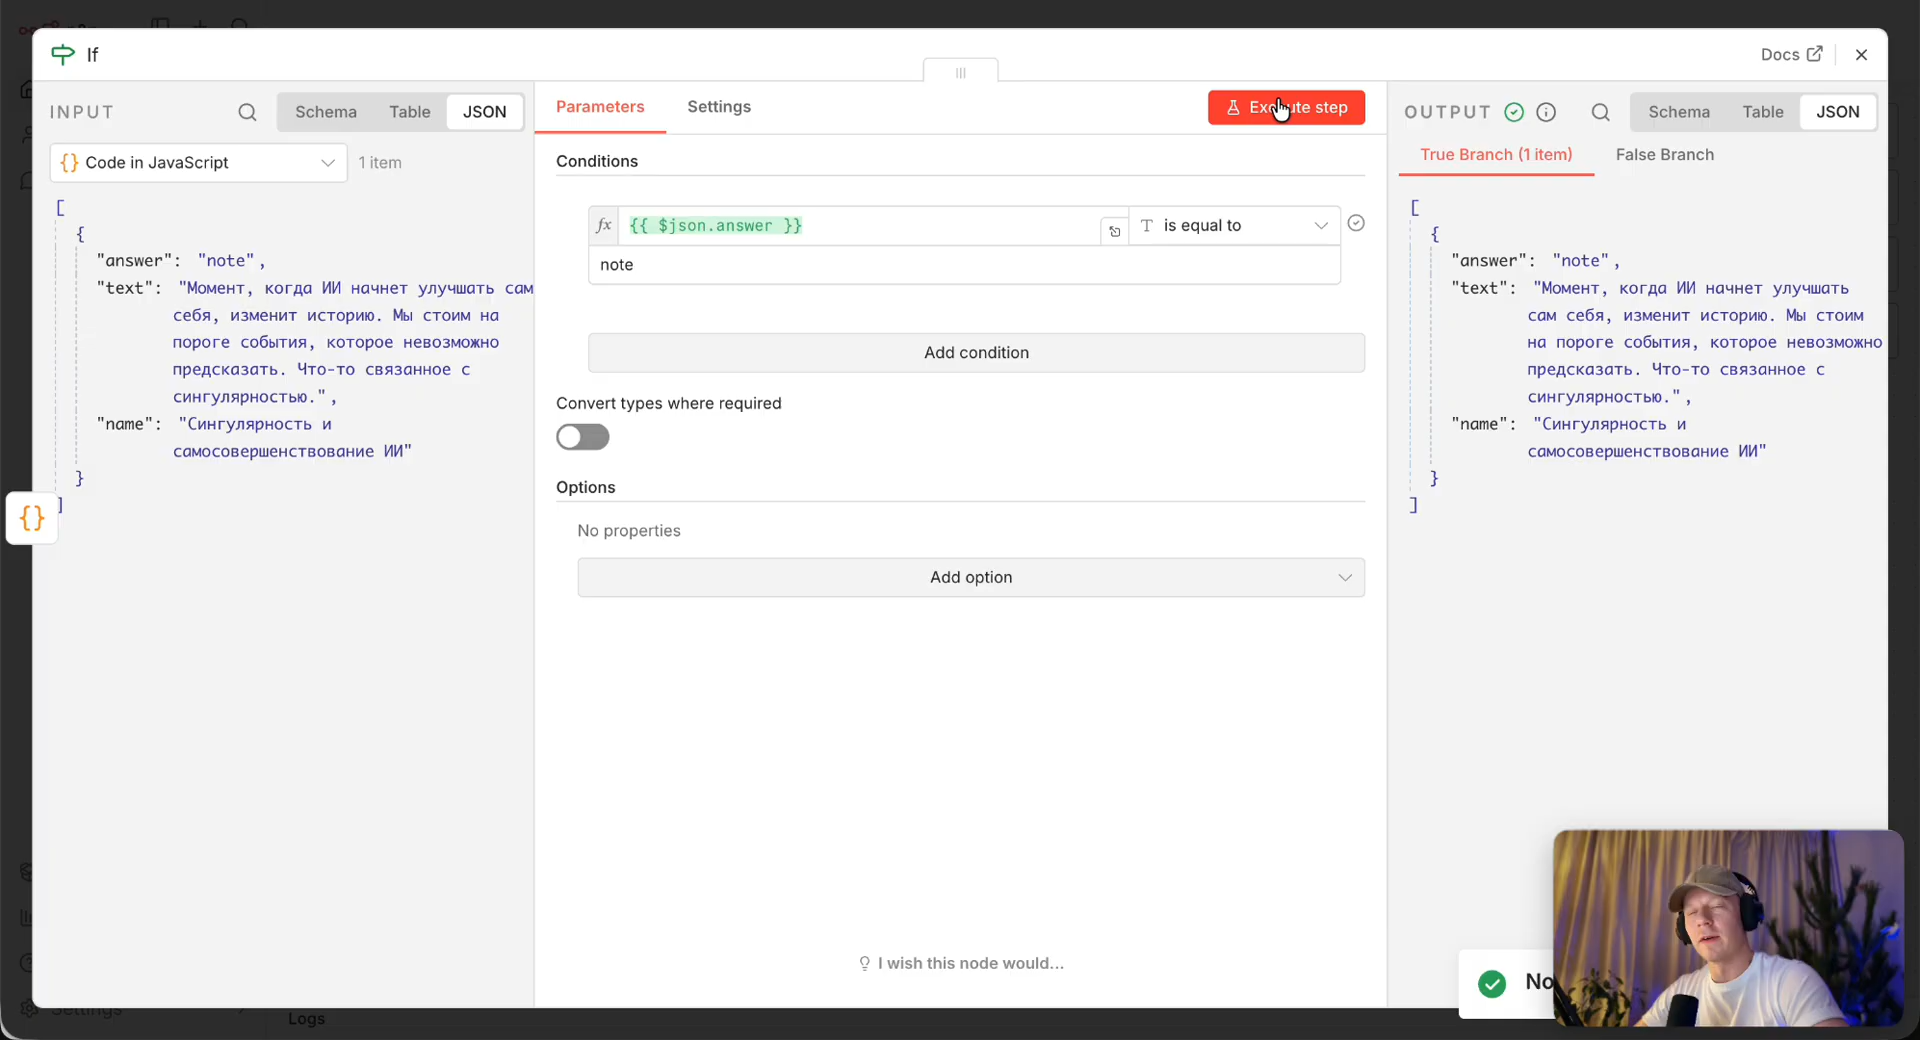 If
Docs
INPUT
Schema
Table
JSON
Parameters
Settings
Execute step
OUTPUT
Schema
Table
JSON
Code in JavaScript
1 item
True Branch (1 item)
False Branch
[
{
"answer": "note",
"text": "Момент, когда ИИ начнет улучшать сам
себя, изменит историю. Мы стоим на
пороге события, которое невозможно
предсказать. Что-то связанное с
сингулярностью.",
"name": "Сингулярность и
самосовершенствование ИИ"
}
]
{}
Conditions
fx
{{ $json.answer }}
T is equal to
note
Add condition
Convert types where required
Options
No properties
Add option
I wish this node would...
[
{
"answer": "note",
"text": "Момент, когда ИИ начнет улучшать
сам себя, изменит историю. Мы стоим
на пороге события, которое невозможно
предсказать. Что-то связанное с
сингулярностью.",
"name": "Сингулярность и
самосовершенствование ИИ"
}
]
No
Settings
Logs